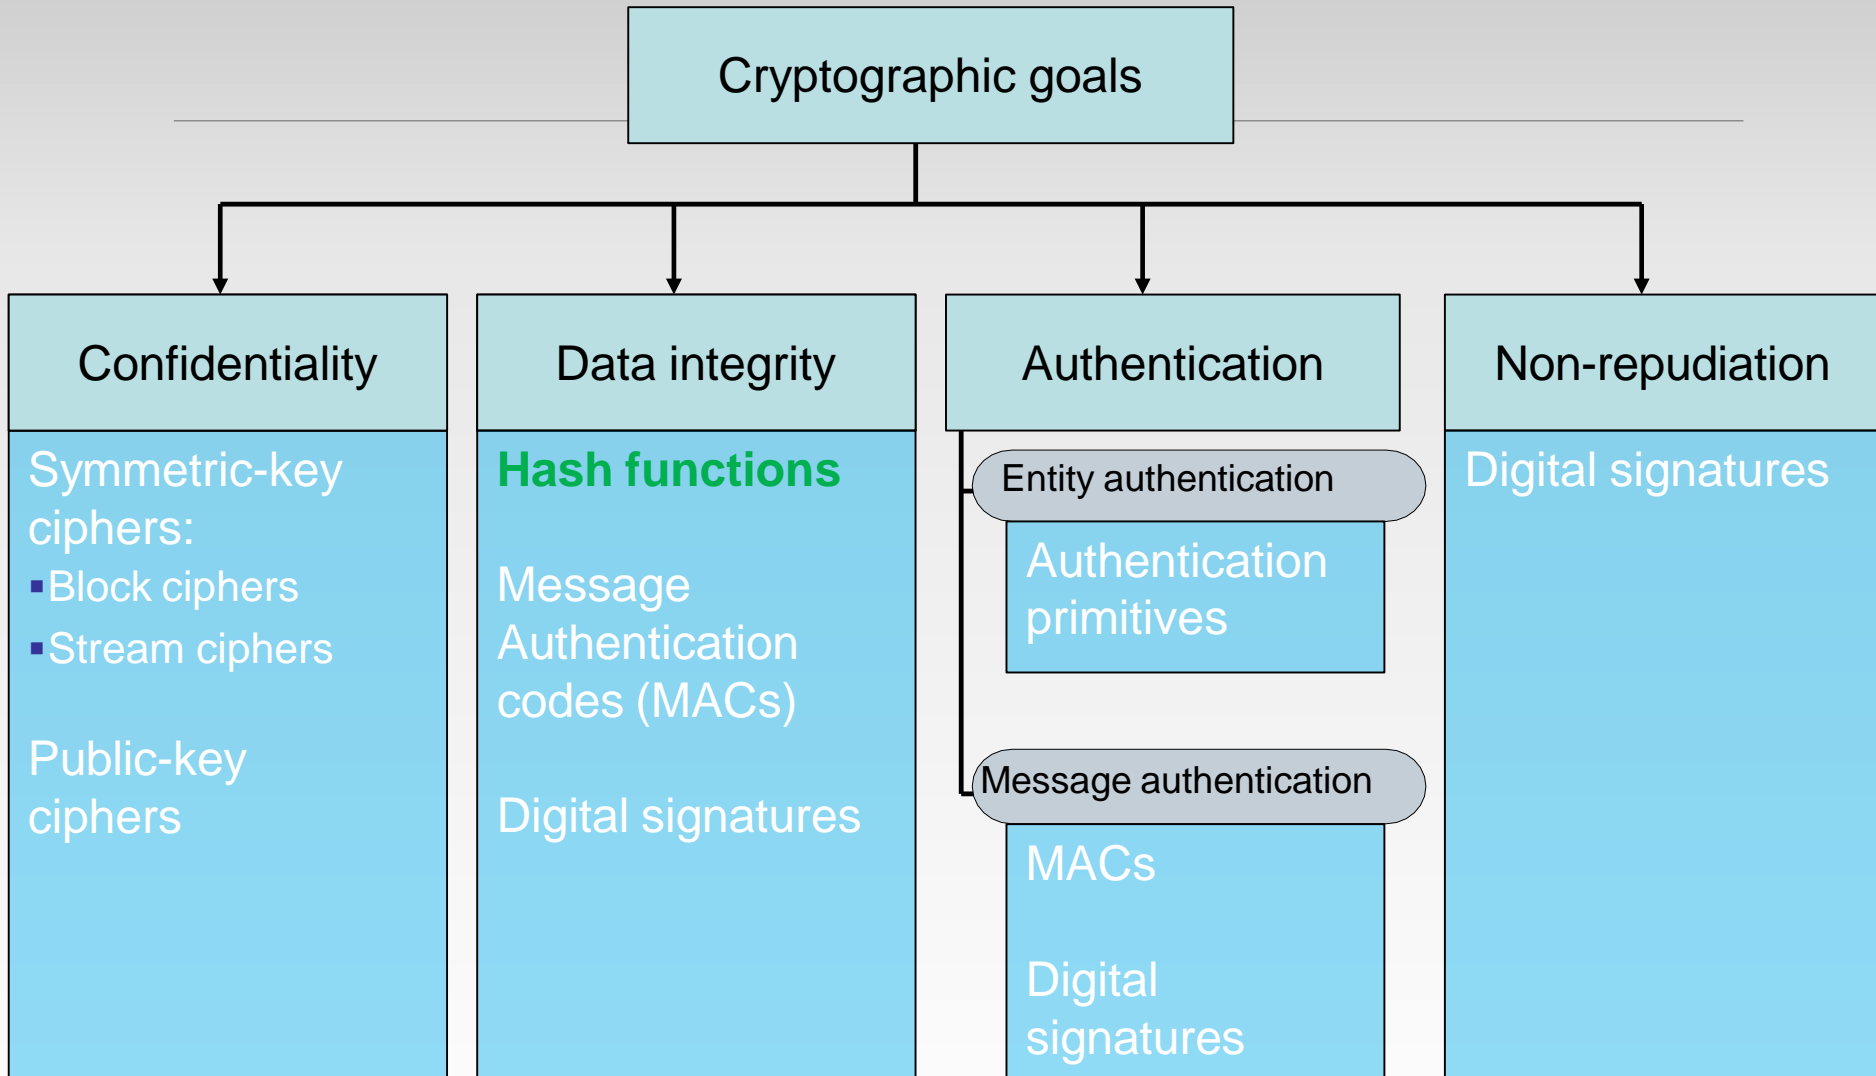 Cryptographic goals
Confidentiality
Symmetric-key
ciphers:
▪Block ciphers
▪Stream ciphers
Public-key
ciphers
Data integrity
Hash functions
Message
Authentication
codes (MACs)
Digital signatures
Authentication
Entity authentication
Authentication
primitives
Message authentication
MACs
Digital
signatures
Non-repudiation
Digital signatures